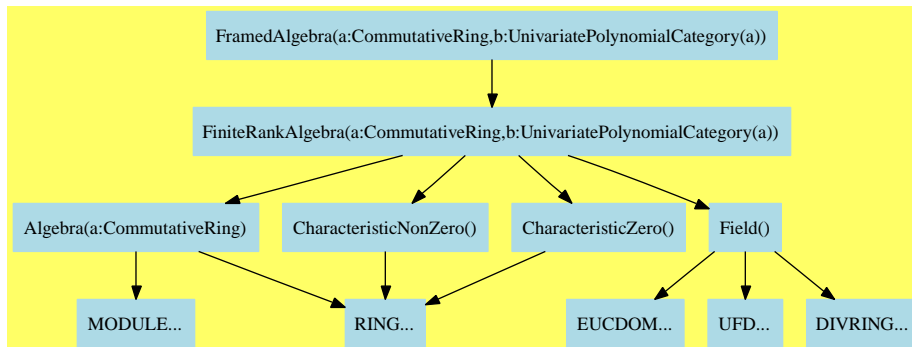 FramedAlgebra(a:CommutativeRing,b:UnivariatePolynomialCategory(a))
FiniteRankAlgebra(a:CommutativeRing,b:UnivariatePolynomialCategory(a))
Algebra(a:CommutativeRing)
CharacteristicNonZero()
CharacteristicZero()
Field()
MODULE...
RING...
EUCDOM...
UFD...
DIVRING...